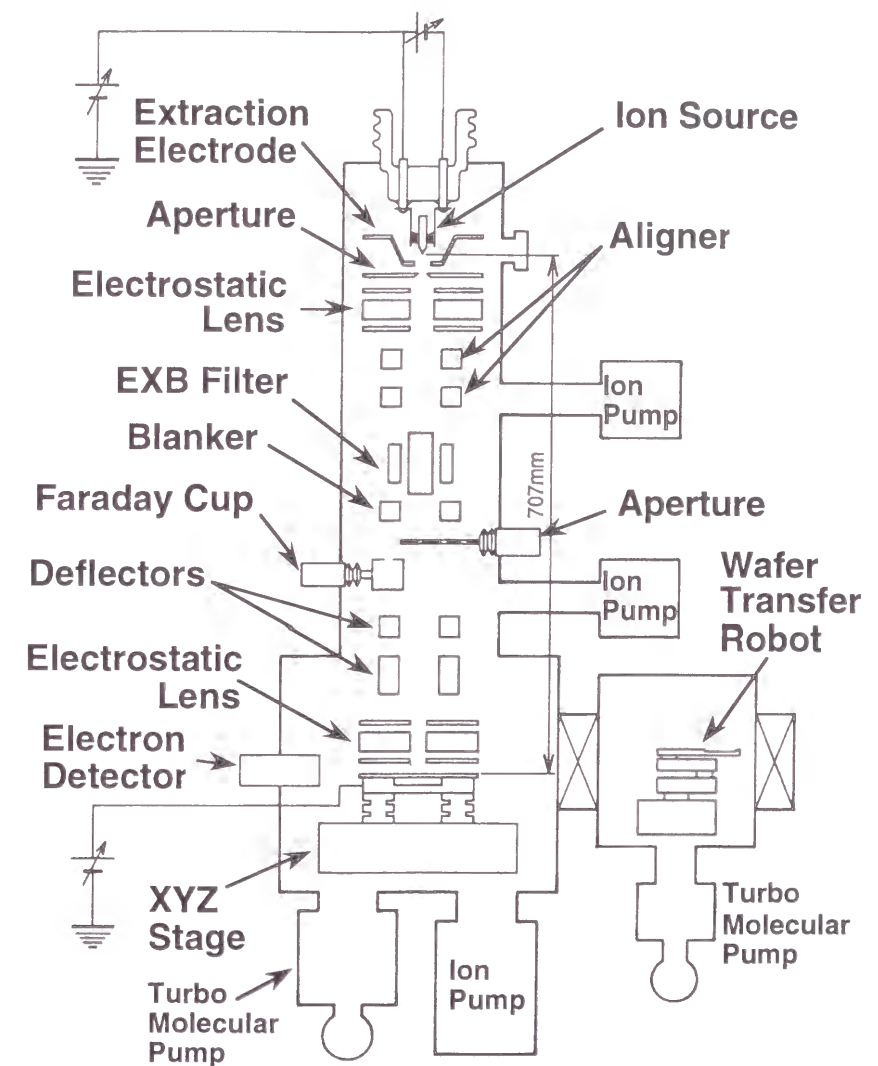 Extraction
Electrode
Ion Source
Aperture
Aligner
Electrostatic
Lens
EXB Filter
Ion
Pump
Blanker
707mm
Faraday Cup
Aperture
Deflectors
Ion
Pump
Wafer
Transfer
Robot
Electrostatic
Lens
Electron
Detector
XYZ
Stage
Turbo
Molecular
Pump
Ion
Pump
Turbo
Molecular
Pump